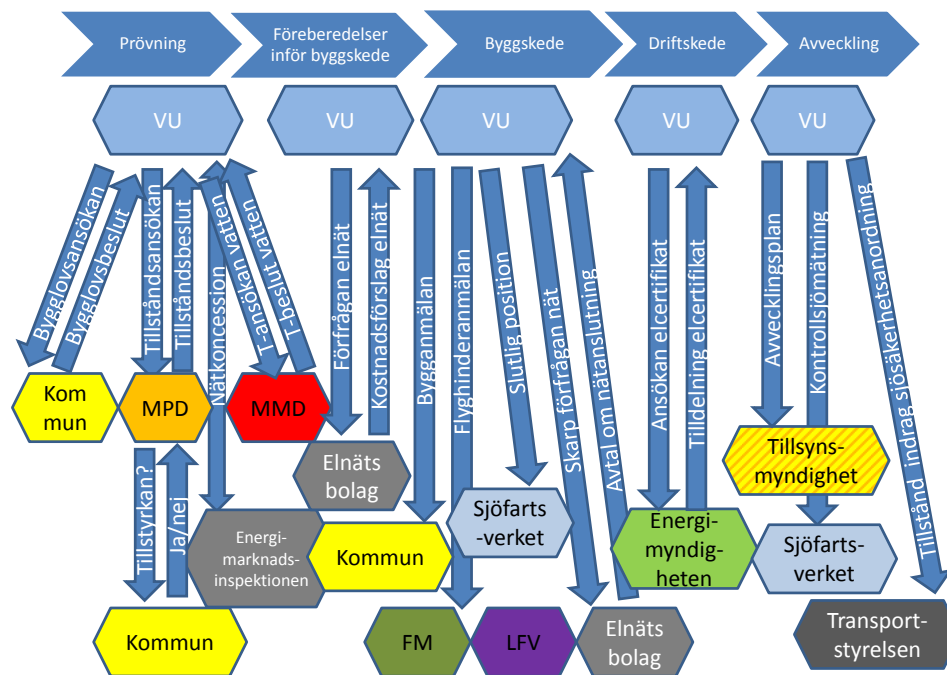 Prövning
Föreberedelser
inför byggskede
Byggskede
Driftskede
Avveckling
VU
VU
VU
VU
VU
Bygglovsansökan
Bygglovsbeslut
Tillståndsansökan
Tillståndsbeslut
Nätkoncession
T-ansökan vatten
T-beslut vatten
Förfrågan elnät
Kostnadsförslag elnät
Bygganmälan
Flyghinderanmälan
Slutlig position
Skarp förfrågan nät
Avtal om nätanslutning
Ansökan elcertifikat
Tilldelning elcertifikat
Avvecklingsplan
Kontrollsjömätning
Tillstånd indrag sjösäkerhetsanordning
Kom
mun
MPD
MMD
Elnäts
bolag
Tillsyns-
myndighet
Tillstyrkan?
Ja/nej
Energi-
marknads-
inspektionen
Kommun
Sjöfarts
-verket
Energi-
myndig-
heten
Sjöfarts-
verket
Kommun
FM
LFV
Elnäts
bolag
Transport-
styrelsen